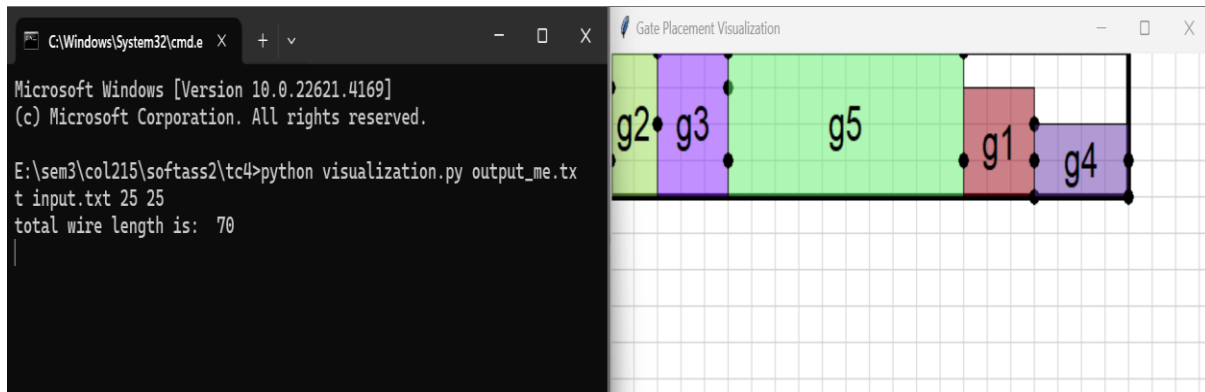 C:\Windows\System32\cmd.e
Microsoft Windows [Version 10.0.22621.4169]
(c) Microsoft Corporation. All rights reserved.
E:\sem3\col215\softass2\tc4>python visualization.py output_me.tx
t input.txt 25 25
total wire length is:  70
Gate Placement Visualization
g2 g3 g5 g1 g4